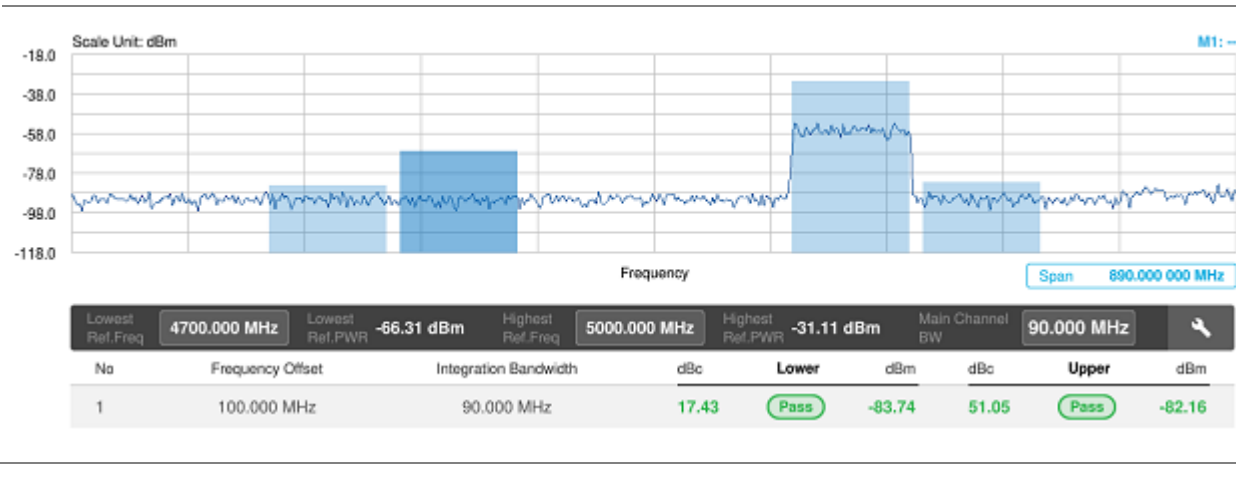 Scale Unit: dBm M1: --
-18.0
-38.0
-58.0
-78.0
-98.0
-118.0
Frequency
Span 890.000 000 MHz
Lowest Ref.Freq 4700.000 MHz Lowest Ref.PWR -66.31 dBm Highest Ref.Freq 5000.000 MHz Highest Ref.PWR -31.11 dBm Main Channel BW 90.000 MHz
No Frequency Offset Integration Bandwidth dBc Lower dBm dBc Upper dBm
1 100.000 MHz 90.000 MHz 17.43 Pass -83.74 51.05 Pass -82.16